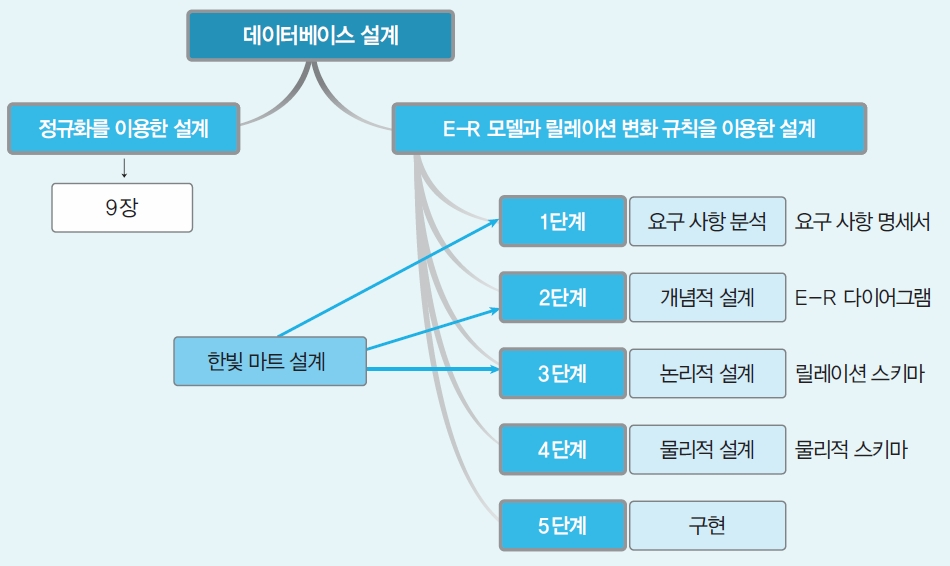 데이터베이스 설계
정규화를 이용한 설계
E-R 모델과 릴레이션 변화 규칙을 이용한 설계
9장
1단계 요구 사항 분석 요구 사항 명세서
2단계 개념적 설계 E-R 다이어그램
한빛 마트 설계
3단계 논리적 설계 릴레이션 스키마
4단계 물리적 설계 물리적 스키마
5단계 구현